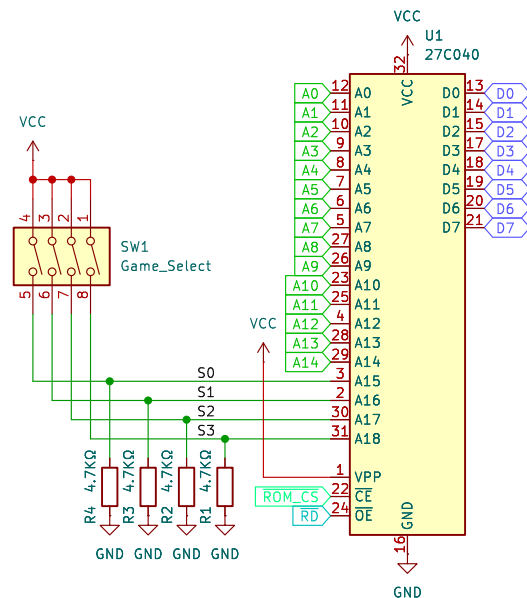 VCC
U1
27C040
32
VCC
A0 12 A0 D0 13 D0
A1 11 A1 D1 14 D1
A2 10 A2 D2 15 D2
A3 9 A3 D3 17 D3
A4 8 A4 D4 18 D4
A5 7 A5 D5 19 D5
A6 6 A6 D6 20 D6
A7 5 A7 D7 21 D7
A8 27 A8
A9 26 A9
A10 23 A10
A11 25 A11
A12 4 A12
A13 28 A13
A14 29 A14
VCC
4 3 2 1
SW1
Game_Select
5 6 7 8
VCC
S0 3 A15
S1 2 A16
S2 30 A17
S3 31 A18
R4 4.7KΩ
R3 4.7KΩ
R2 4.7KΩ
R1 4.7KΩ
1 VPP
ROM_CS 22 CE
RD 24 OE
GND
16
GND GND GND GND
GND